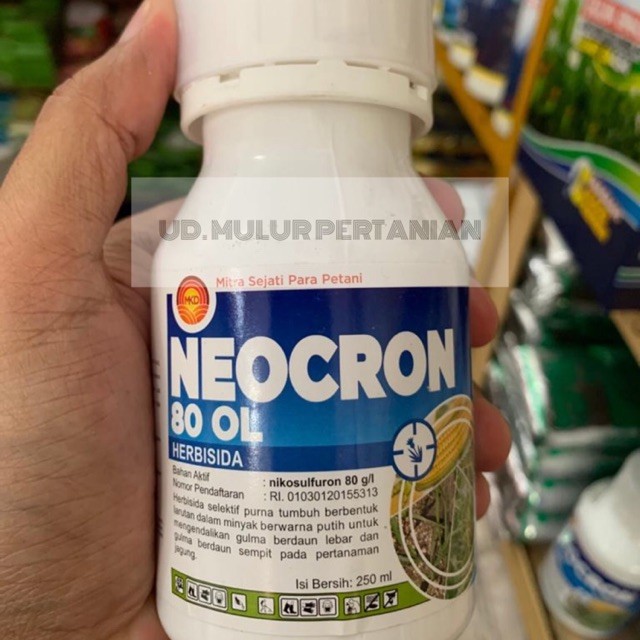 UD.MULUR PERTANIAN
Mitra Sejati Para Petani
HKD
NEOCRON
80 OL
HERBISIDA
Bahan Aktif : nikosulfuron 80 g/l
Nomor Pendaftaran : RI. 01030120155313
Herbisida selektif purna tumbuh berbentuk
larutan dalam minyak berwarna putih untuk
mengendalikan gulma berdaun lebar dan
gulma berdaun sempit pada pertanaman
jagung.
Isi Bersih: 250 ml